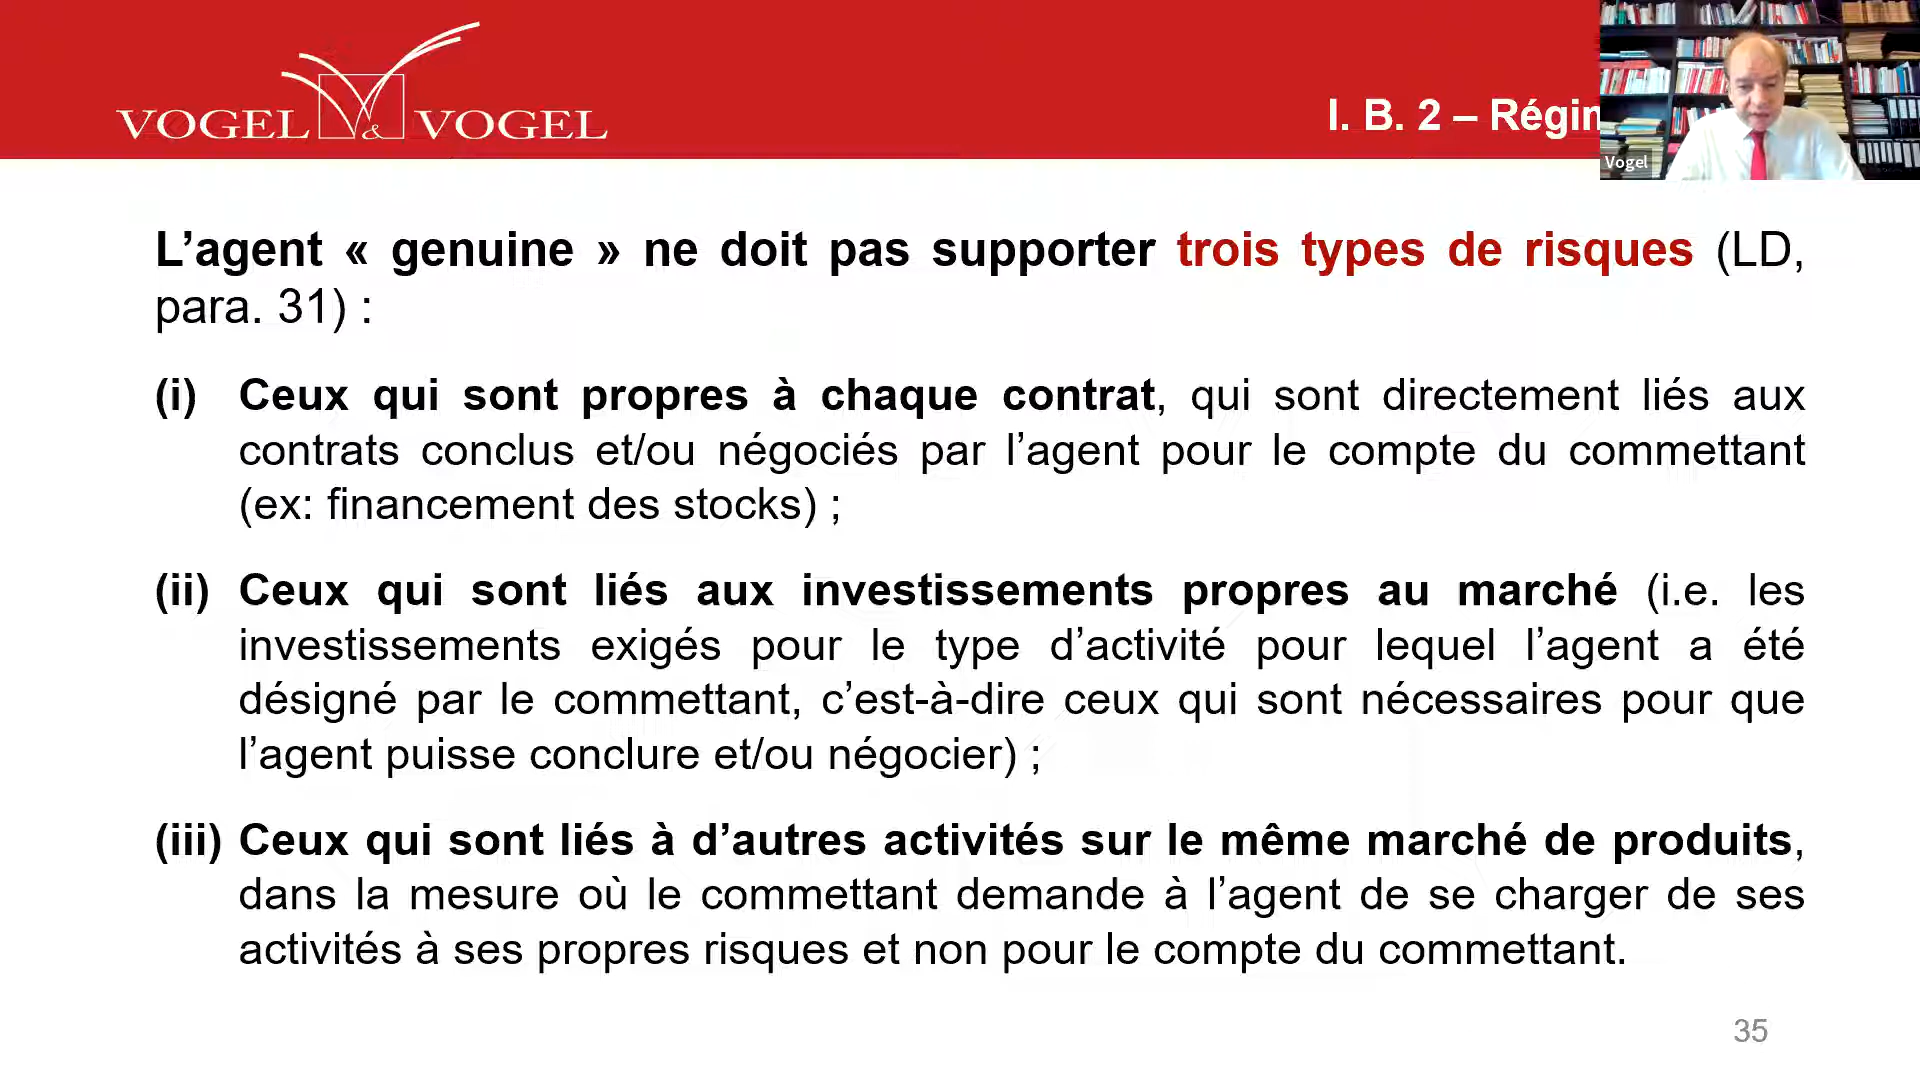 VOGEL & VOGEL
I. B. 2 – Régim
Vogel
L’agent « genuine » ne doit pas supporter trois types de risques (LD,
para. 31) :
(i) Ceux qui sont propres à chaque contrat, qui sont directement liés aux
contrats conclus et/ou négociés par l’agent pour le compte du commettant
(ex: financement des stocks) ;
(ii) Ceux qui sont liés aux investissements propres au marché (i.e. les
investissements exigés pour le type d’activité pour lequel l’agent a été
désigné par le commettant, c’est-à-dire ceux qui sont nécessaires pour que
l’agent puisse conclure et/ou négocier) ;
(iii) Ceux qui sont liés à d’autres activités sur le même marché de produits,
dans la mesure où le commettant demande à l’agent de se charger de ses
activités à ses propres risques et non pour le compte du commettant.
35